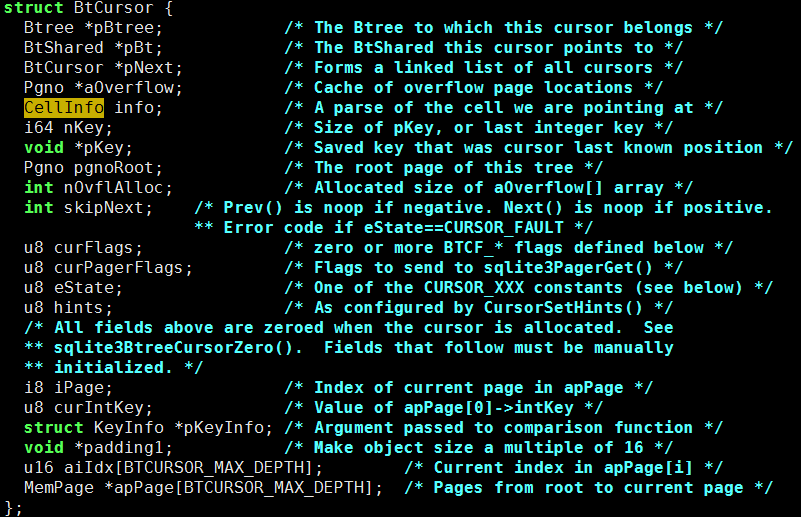 struct BtCursor {
  Btree *pBtree;            /* The Btree to which this cursor belongs */
  BtShared *pBt;            /* The BtShared this cursor points to */
  BtCursor *pNext;          /* Forms a linked list of all cursors */
  Pgno *aOverflow;          /* Cache of overflow page locations */
  CellInfo info;            /* A parse of the cell we are pointing at */
  i64 nKey;                 /* Size of pKey, or last integer key */
  void *pKey;               /* Saved key that was cursor last known position */
  Pgno pgnoRoot;            /* The root page of this tree */
  int nOvflAlloc;           /* Allocated size of aOverflow[] array */
  int skipNext;    /* Prev() is noop if negative. Next() is noop if positive.
                   ** Error code if eState==CURSOR_FAULT */
  u8 curFlags;              /* zero or more BTCF_* flags defined below */
  u8 curPagerFlags;         /* Flags to send to sqlite3PagerGet() */
  u8 eState;                /* One of the CURSOR_XXX constants (see below) */
  u8 hints;                 /* As configured by CursorSetHints() */
  /* All fields above are zeroed when the cursor is allocated.  See
  ** sqlite3BtreeCursorZero().  Fields that follow must be manually
  ** initialized. */
  i8 iPage;                 /* Index of current page in apPage */
  u8 curIntKey;             /* Value of apPage[0]->intKey */
  struct KeyInfo *pKeyInfo; /* Argument passed to comparison function */
  void *padding1;           /* Make object size a multiple of 16 */
  u16 aiIdx[BTCURSOR_MAX_DEPTH];        /* Current index in apPage[i] */
  MemPage *apPage[BTCURSOR_MAX_DEPTH];  /* Pages from root to current page */
};